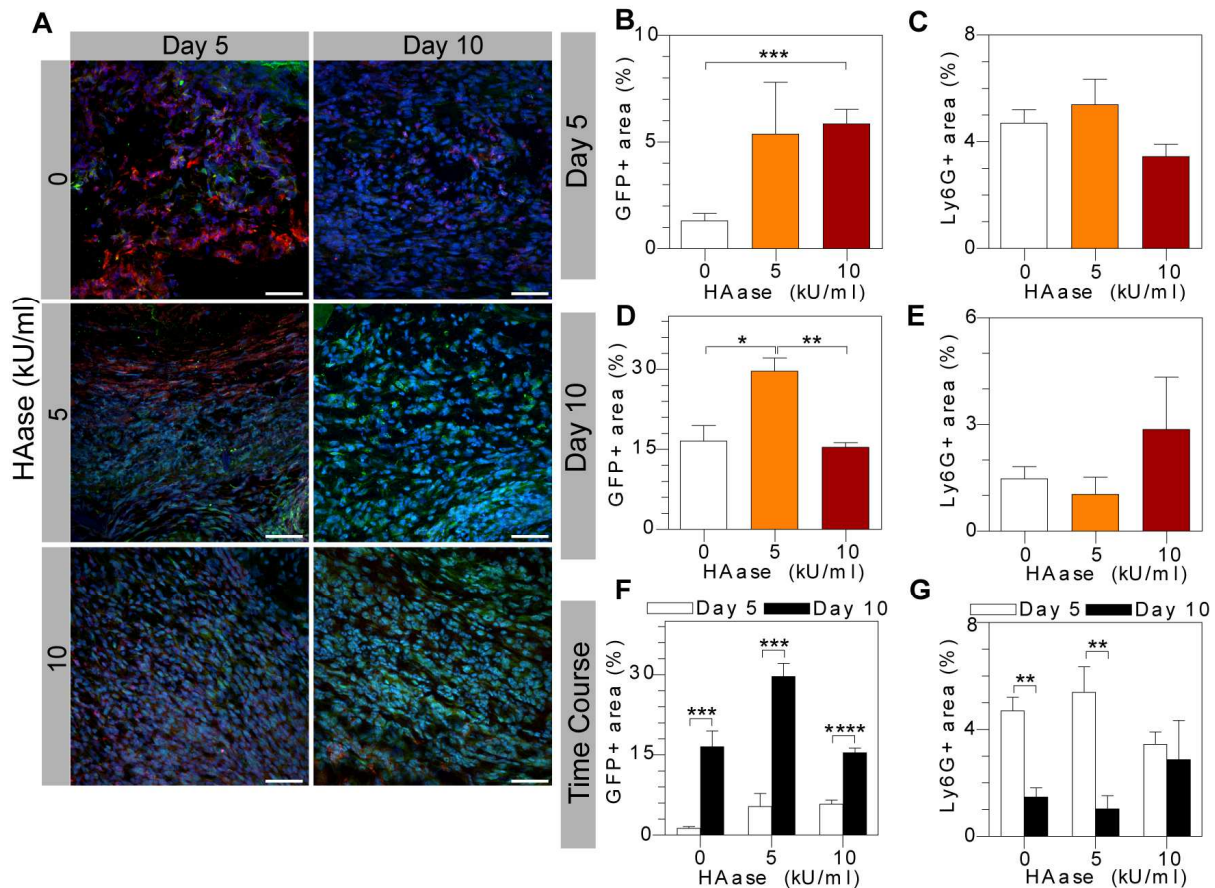 A
Day 5
Day 10
HAase (kU/ml)
0
5
10
Day 5
B
GFP+ area (%)
10
5
0
***
0
5
10
HAase (kU/ml)
C
Ly6G+ area (%)
8
4
0
0
5
10
HAase (kU/ml)
Day 10
D
GFP+ area (%)
30
15
0
*
**
0
5
10
HAase (kU/ml)
E
Ly6G+ area (%)
6
3
0
0
5
10
HAase (kU/ml)
Time Course
F
Day 5
Day 10
GFP+ area (%)
30
15
0
***
***
****
0
5
10
HAase (kU/ml)
G
Day 5
Day 10
Ly6G+ area (%)
8
4
0
**
**
0
5
10
HAase (kU/ml)